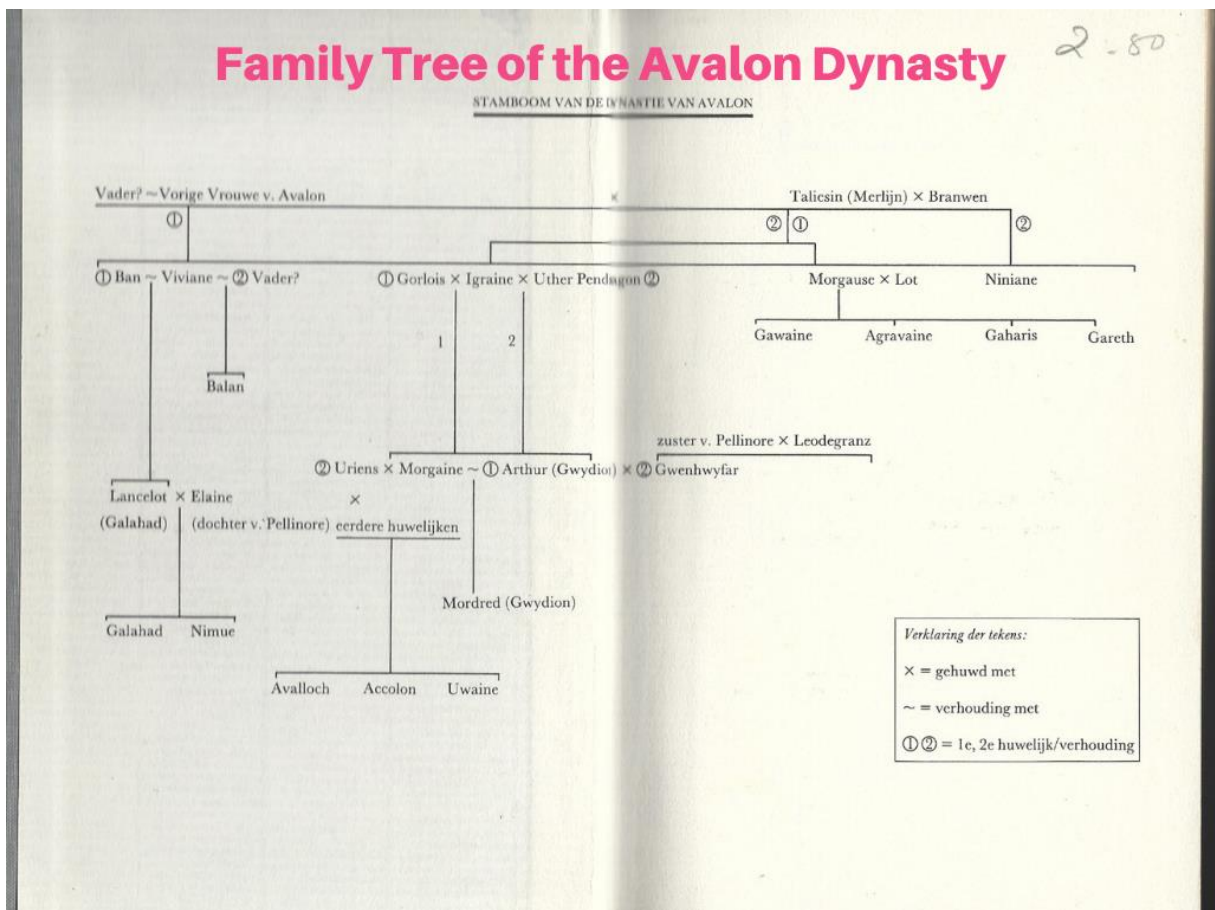 Family Tree of the Avalon Dynasty
2.80
STAMBOOM VAN DE DYNASTIE VAN AVALON
Vader? ~ Vorige Vrouwe v. Avalon × Taliesin (Merlijn) × Branwen
① ② ① ②
① Ban ~ Viviane ~ ② Vader? ① Gorlois × Igraine × Uther Pendragon ② Morgause × Lot Niniane
1 2 Gawaine Agravaine Gaharis Gareth
Balan
zuster v. Pellinore × Leodegranz
② Uriens × Morgaine ~ ① Arthur (Gwydion) × ② Gwenhwyfar
Lancelot × Elaine ×
(Galahad) (dochter v. Pellinore) eerdere huwelijken
Mordred (Gwydion)
Galahad Nimue
Avalloch Accolon Uwaine
Verklaring der tekens:
× = gehuwd met
~ = verhouding met
①② = 1e, 2e huwelijk/verhouding